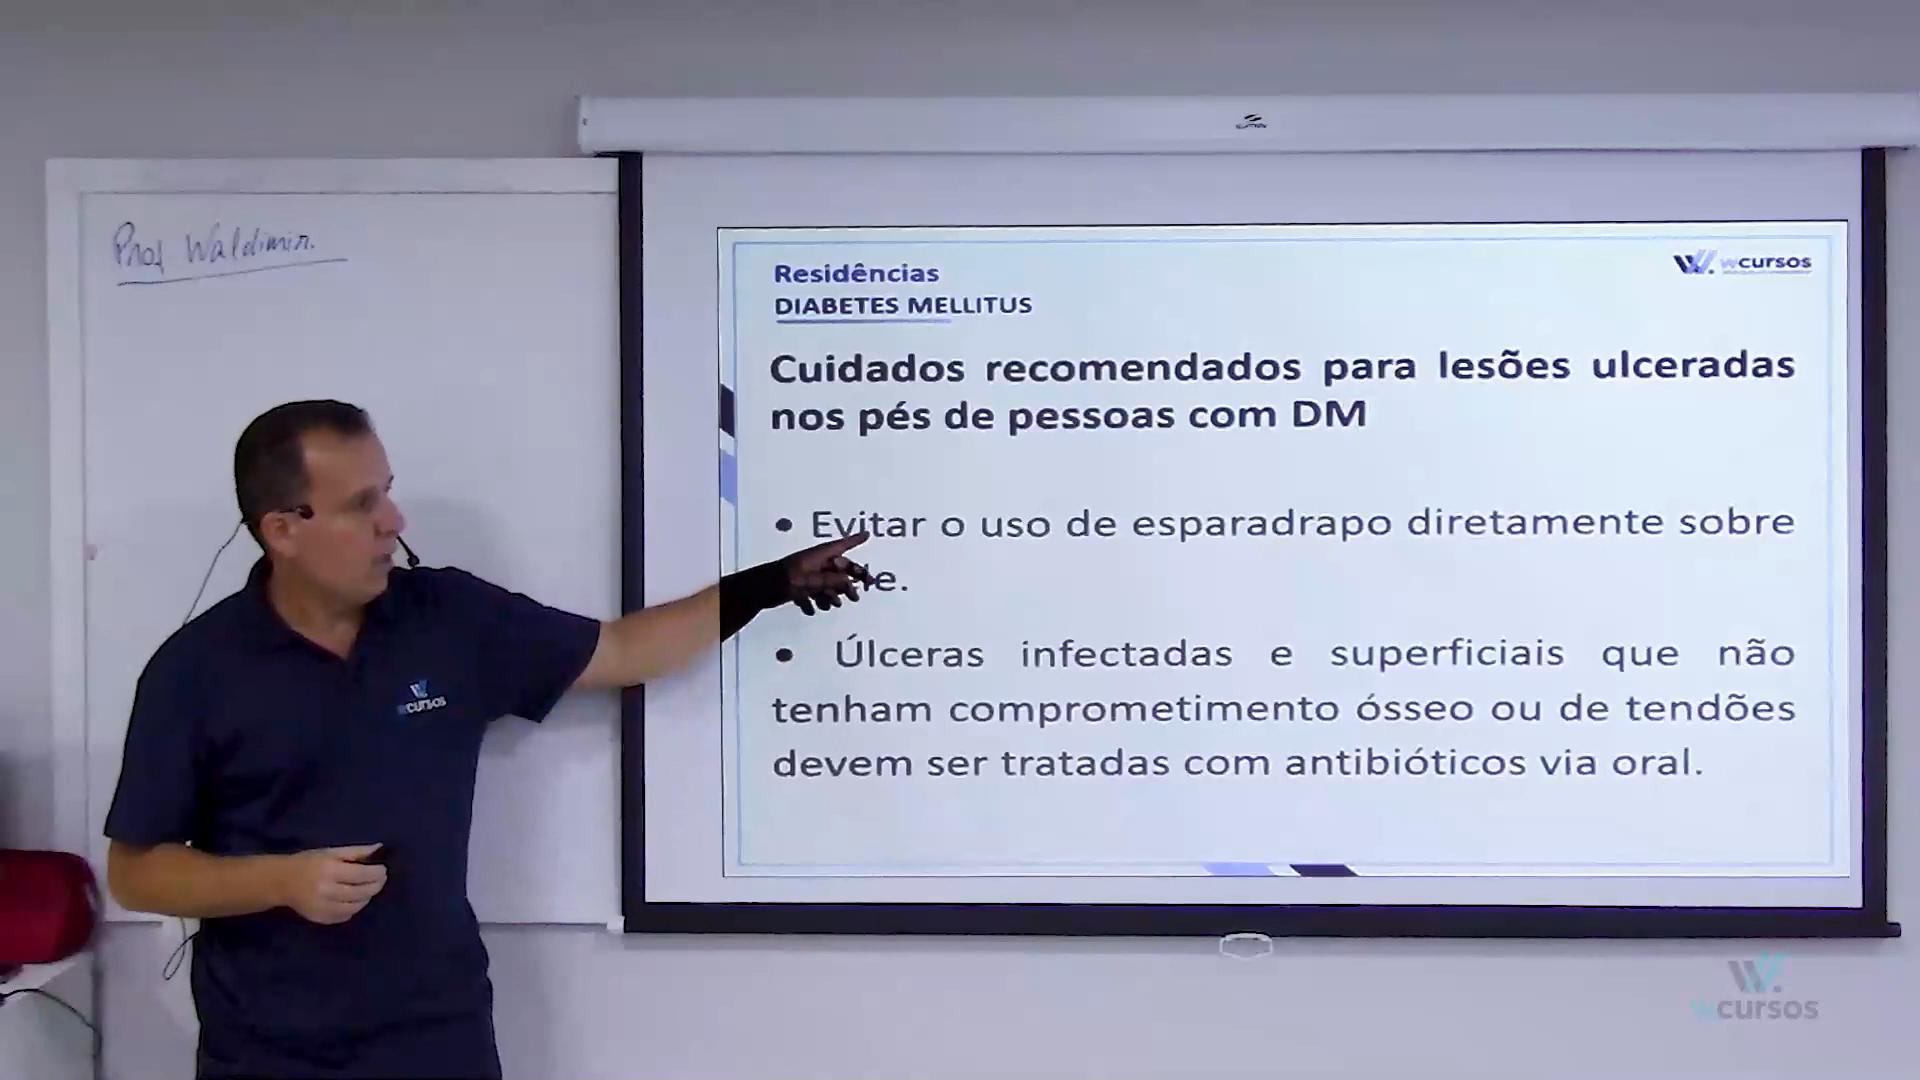 Prof. Waldimir.
Residências
DIABETES MELLITUS
wcursos
Cuidados recomendados para lesões ulceradas
nos pés de pessoas com DM
• Evitar o uso de esparadrapo diretamente sobre
le.
• Úlceras infectadas e superficiais que não
tenham comprometimento ósseo ou de tendões
devem ser tratadas com antibióticos via oral.
wcursos
wcursos